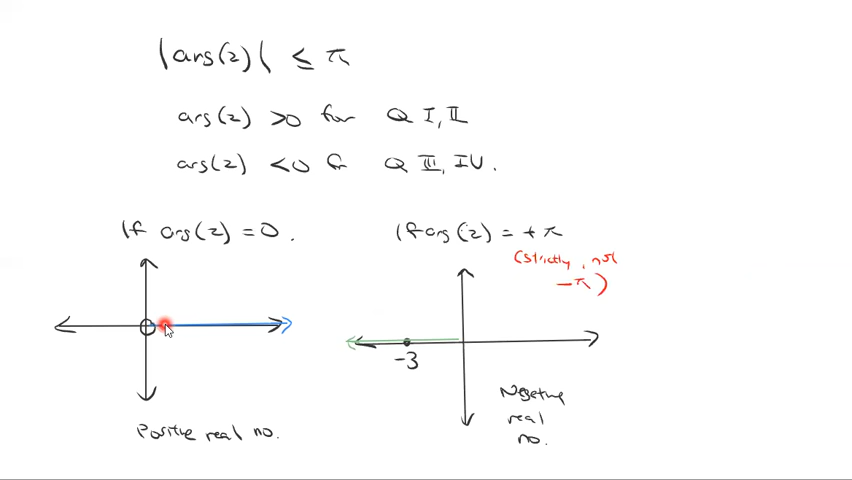 |arg(z)| ≤ π
arg(z) >0 for Q I, II
arg(z) <0 fr Q III, IV.
If arg(z) = 0.
If arg(z) = +π
(strictly, not
-π)
-3
Positive real no.
Negative
real
no.